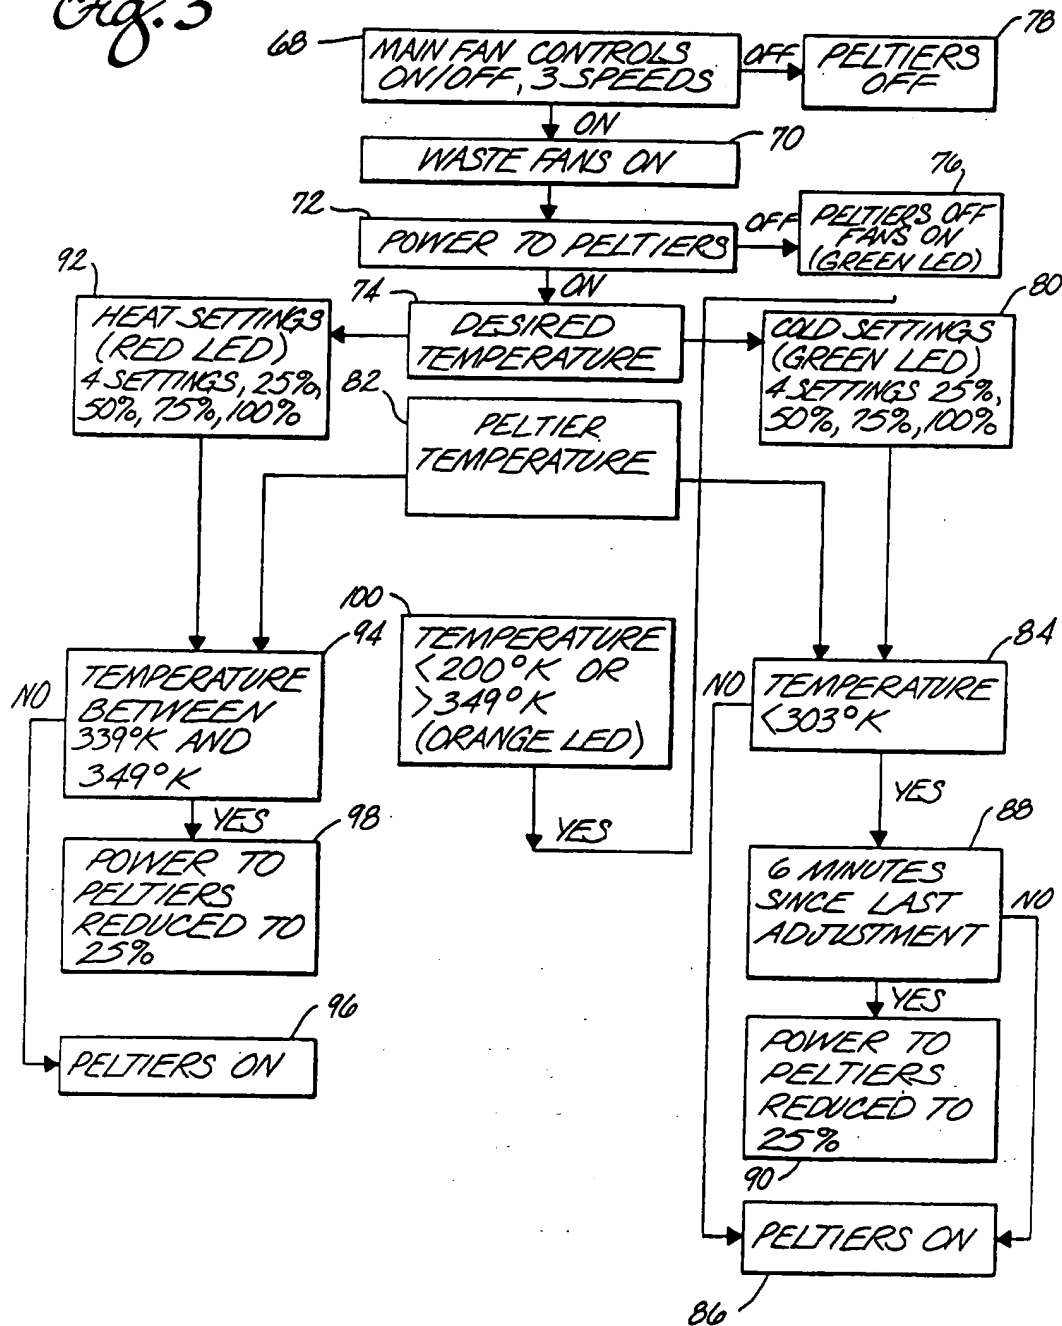 Fig. 3
68
MAIN FAN CONTROLS
ON/OFF, 3 SPEEDS
OFF
PELTIERS
OFF
78
ON
WASTE FANS ON
70
72
POWER TO PELTIERS
OFF
PELTIERS OFF
FANS ON
(GREEN LED)
76
ON
92
HEAT SETTINGS
(RED LED)
4 SETTINGS, 25%,
50%, 75%, 100%
74
DESIRED
TEMPERATURE
80
COLD SETTINGS
(GREEN LED)
4 SETTINGS 25%,
50%, 75%, 100%
82
PELTIER
TEMPERATURE
94
NO
TEMPERATURE
BETWEEN
339°K AND
349°K
YES
98
POWER TO
PELTIERS
REDUCED TO
25%
96
PELTIERS ON
100
TEMPERATURE
<200°K OR
>349°K
(ORANGE LED)
YES
84
NO
TEMPERATURE
<303°K
YES
88
6 MINUTES
SINCE LAST
ADJUSTMENT
NO
YES
POWER TO
PELTIERS
REDUCED TO
25%
90
PELTIERS ON
86